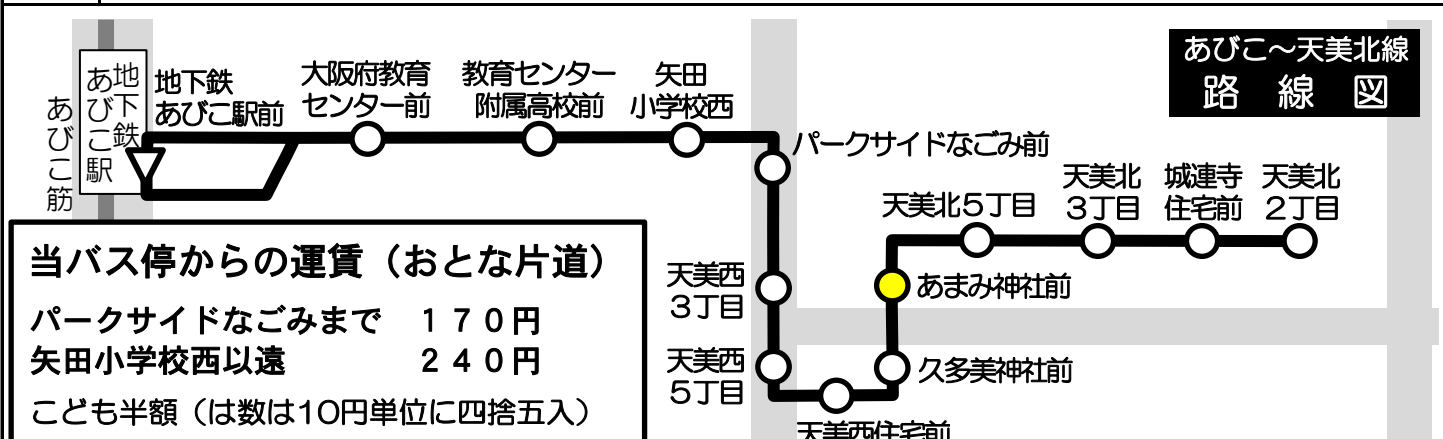 あびこ～天美北線
路線図
あびこ筋
地下鉄
あびこ駅
地下鉄
あびこ駅前
大阪府教育
センター前
教育センター
附属高校前
矢田
小学校西
パークサイドなごみ前
天美西
3丁目
天美西
5丁目
天美西住宅前
久多美神社前
あまみ神社前
天美北5丁目
天美北
3丁目
城連寺
住宅前
天美北
2丁目
当バス停からの運賃（おとな片道）
パークサイドなごみまで　１７０円
矢田小学校西以遠　２４０円
こども半額（は数は10円単位に四捨五入）